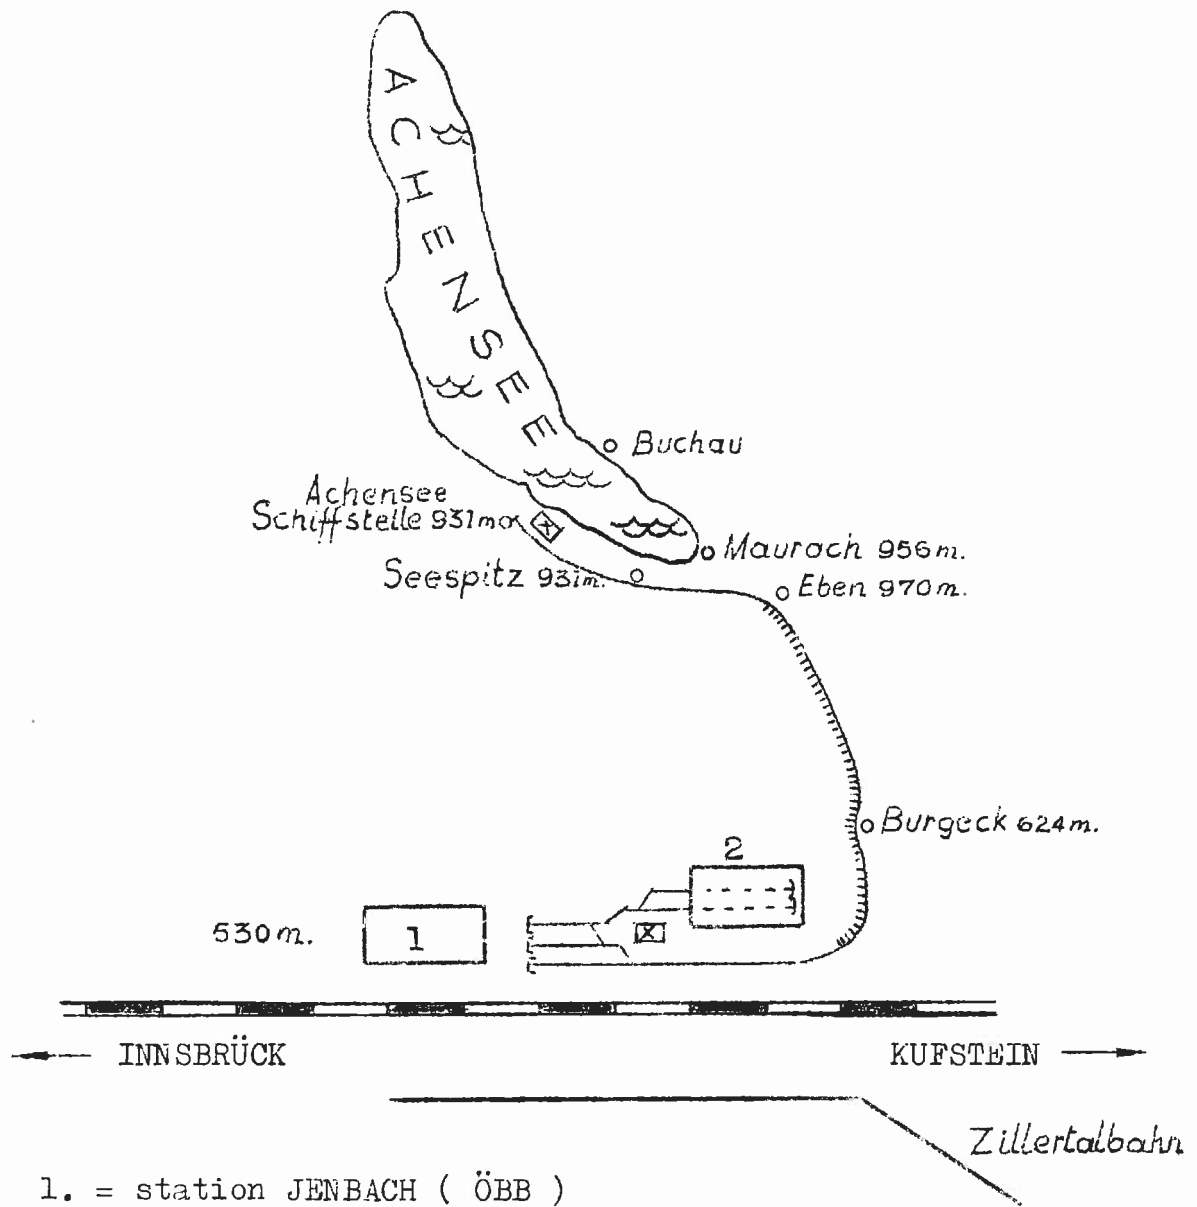 ACHENSEE
Buchau
Achensee
Schiffstelle 931m
Maurach 956m.
Seespitz 931m.
Eben 970m.
Burgeck 624m.
2
530m.
1
INNSBRÜCK
KUFSTEIN
Zillertalbahn
1. = station JENBACH ( ÖBB )